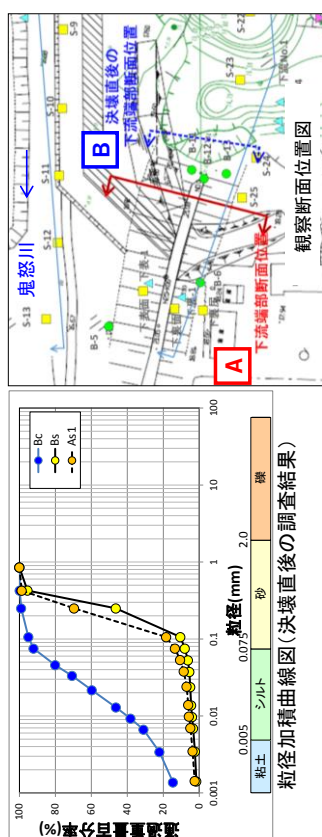 100
80
60
40
20
0
通過重量百分率(%)
Bc
Bs
As1
0.001
0.01
0.1
1
10
100
粒径(mm)
0.005
0.075
2.0
粘土
シルト
砂
礫
粒径加積曲線図(決壊直後の調査結果)
鬼怒川
S-13
S-12
S-11
S-10
S-9
S-22
S-23
S-24
S-25
B-5
B-6
B-12
B
決壊直後の
下流端部断面位置
A
下流端部断面位置
観察断面位置図